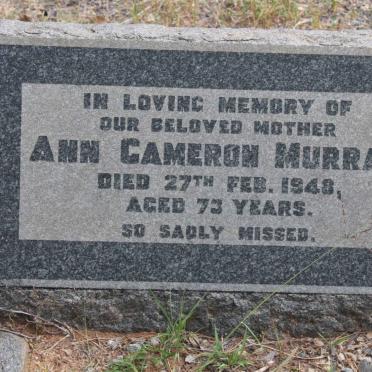 IN LOVING MEMORY OF
OUR BELOVED MOTHER
ANN CAMERON MURRA
DIED 27TH FEB. 1948,
AGED 73 YEARS.
SO SADLY MISSED.